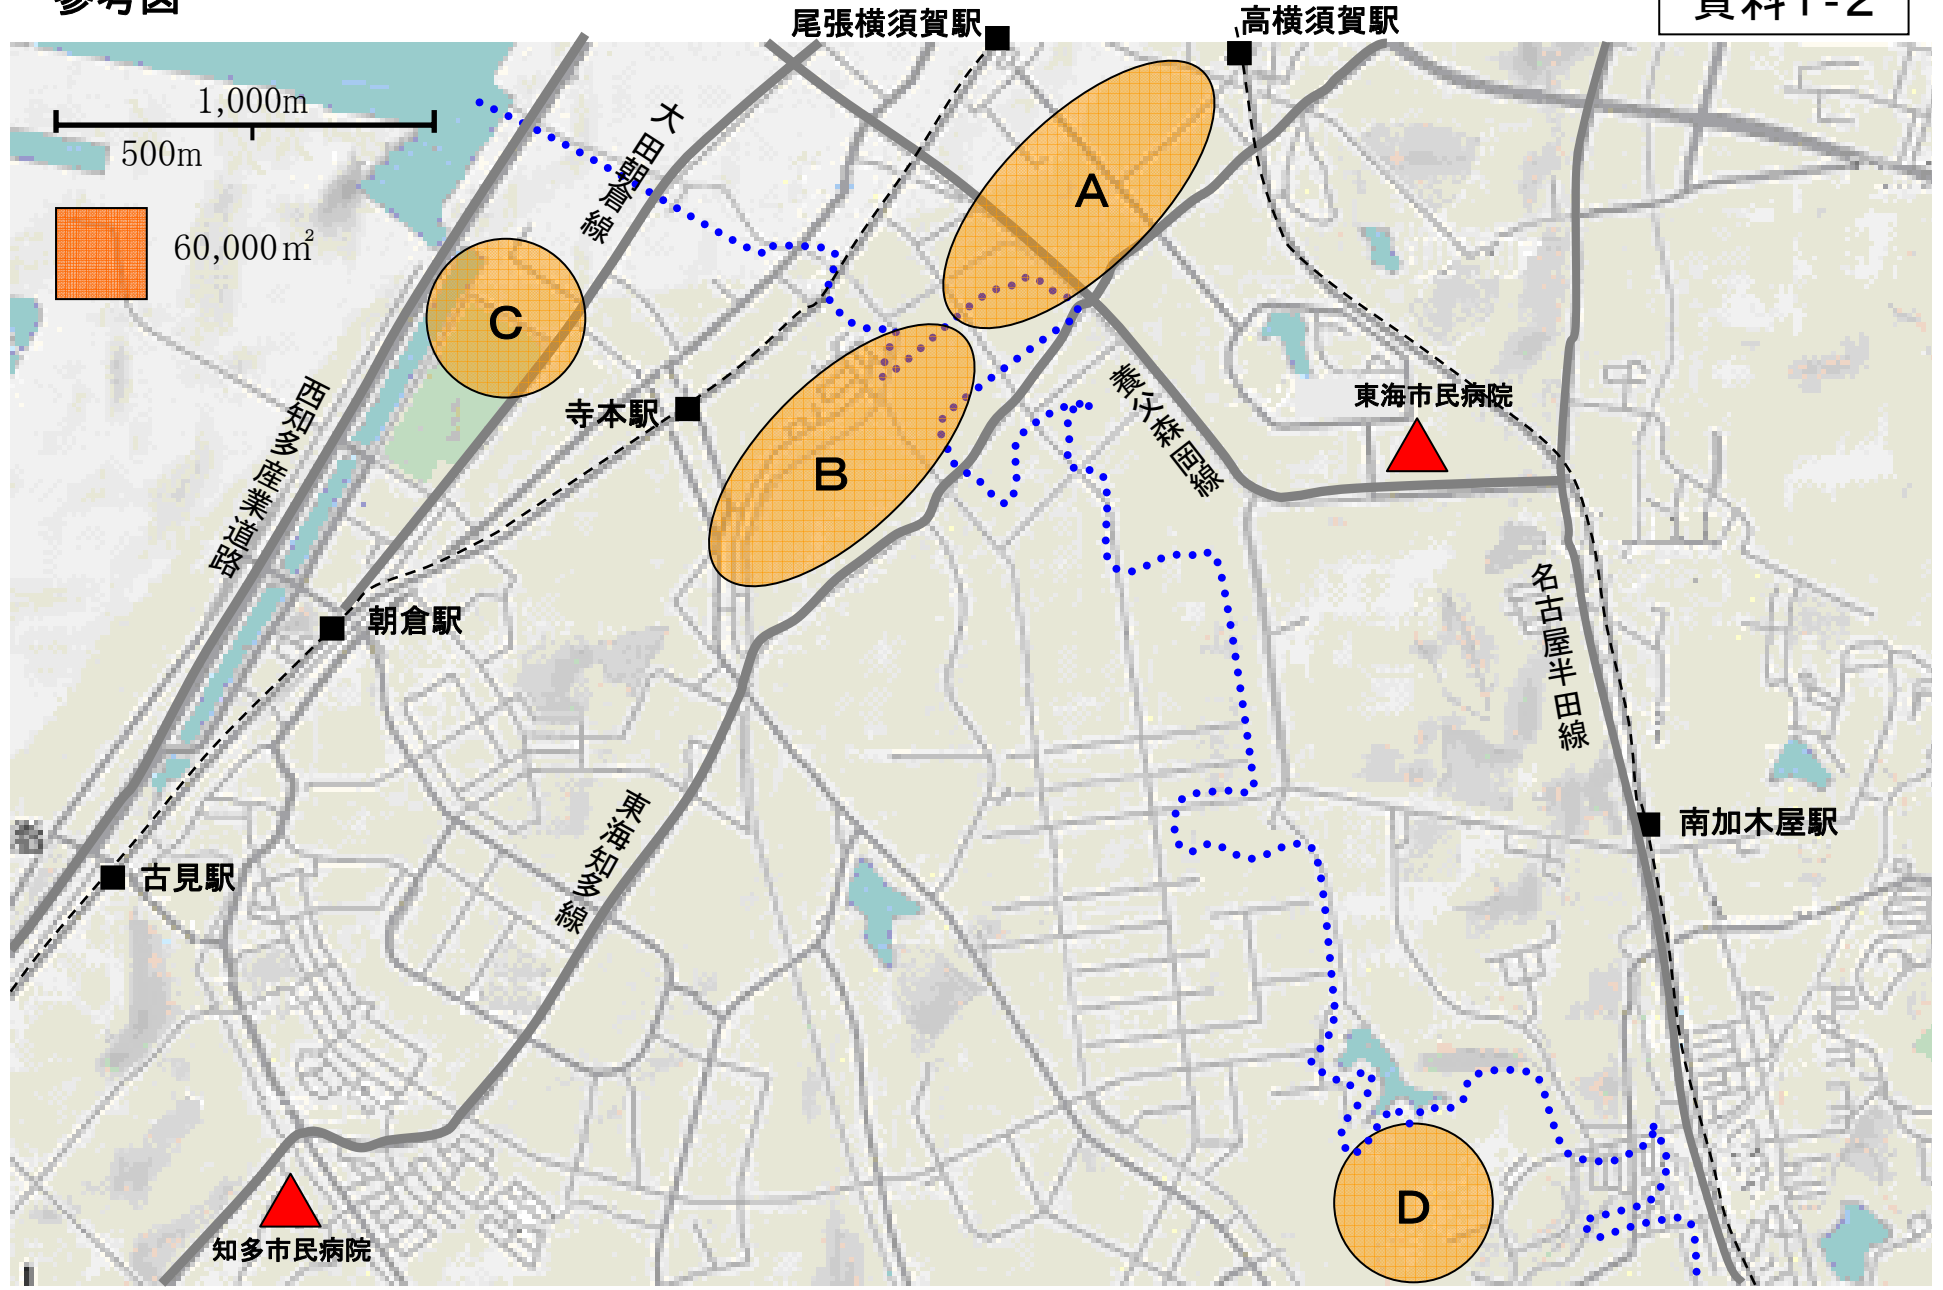 参考図
資料1-2
尾張横須賀駅
高横須賀駅
1,000m
500m
60,000㎡
大田朝倉線
A
C
西知多産業道路
寺本駅
B
養父森岡線
東海市民病院
朝倉駅
名古屋半田線
東海知多線
南加木屋駅
古見駅
D
知多市民病院